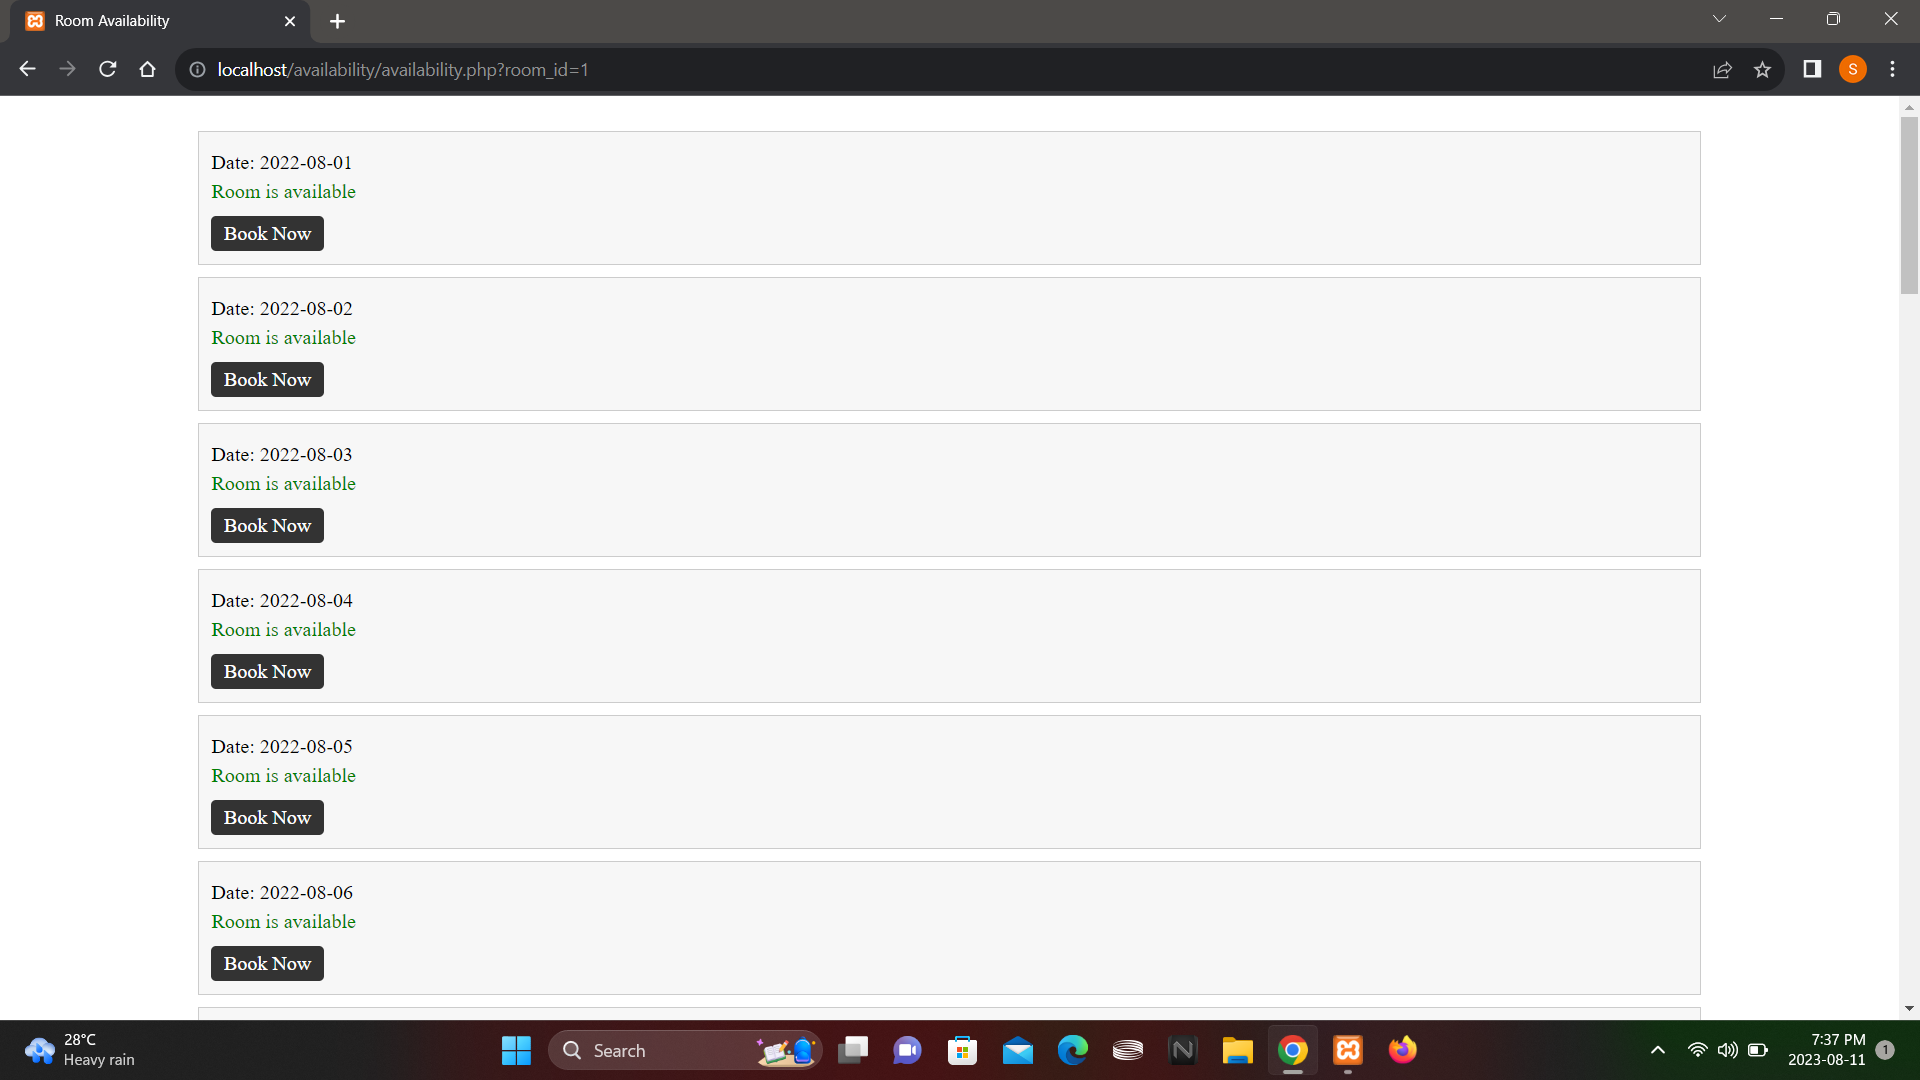 Room Availability
localhost/availability/availability.php?room_id=1
S
Date: 2022-08-01
Room is available
Book Now
Date: 2022-08-02
Room is available
Book Now
Date: 2022-08-03
Room is available
Book Now
Date: 2022-08-04
Room is available
Book Now
Date: 2022-08-05
Room is available
Book Now
Date: 2022-08-06
Room is available
Book Now
28°C
Heavy rain
Search
N
7:37 PM
2023-08-11
1